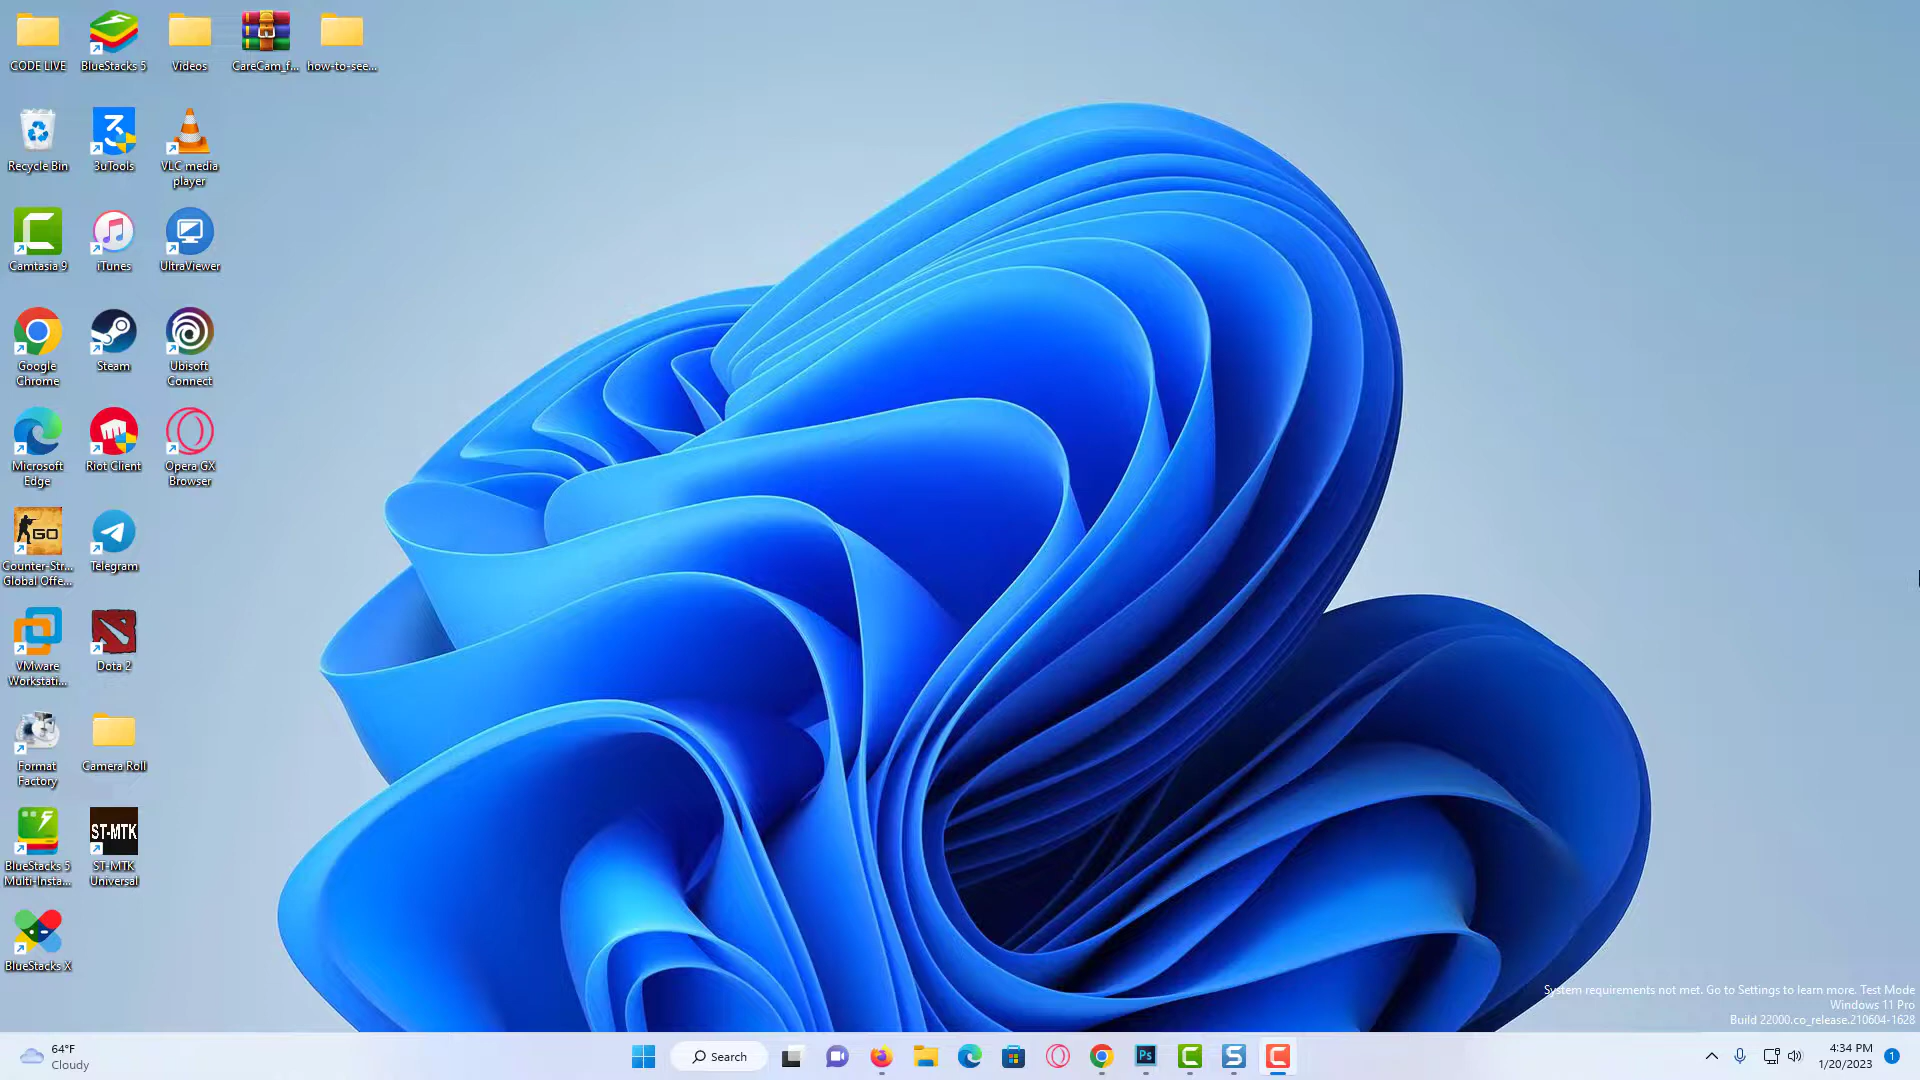 CODE LIVE
BlueStacks 5
Videos
CareCam_f...
how-to-see...
Recycle Bin
3uTools
VLC media
player
Camtasia 9
iTunes
UltraViewer
Google
Chrome
Steam
Ubisoft
Connect
Microsoft
Edge
Riot Client
Opera GX
Browser
GO
Counter-Str...
Global Offe...
Telegram
VMware
Workstati...
Dota 2
Format
Factory
Camera Roll
BlueStacks 5
Multi-Insta...
ST-MTK
ST-MTK
Universal
BlueStacks X
System requirements not met. Go to Settings to learn more. Test Mode
Windows 11 Pro
Build 22000.co_release.210604-1628
64°F
Cloudy
Search
Ps
4:34 PM
1/20/2023
1